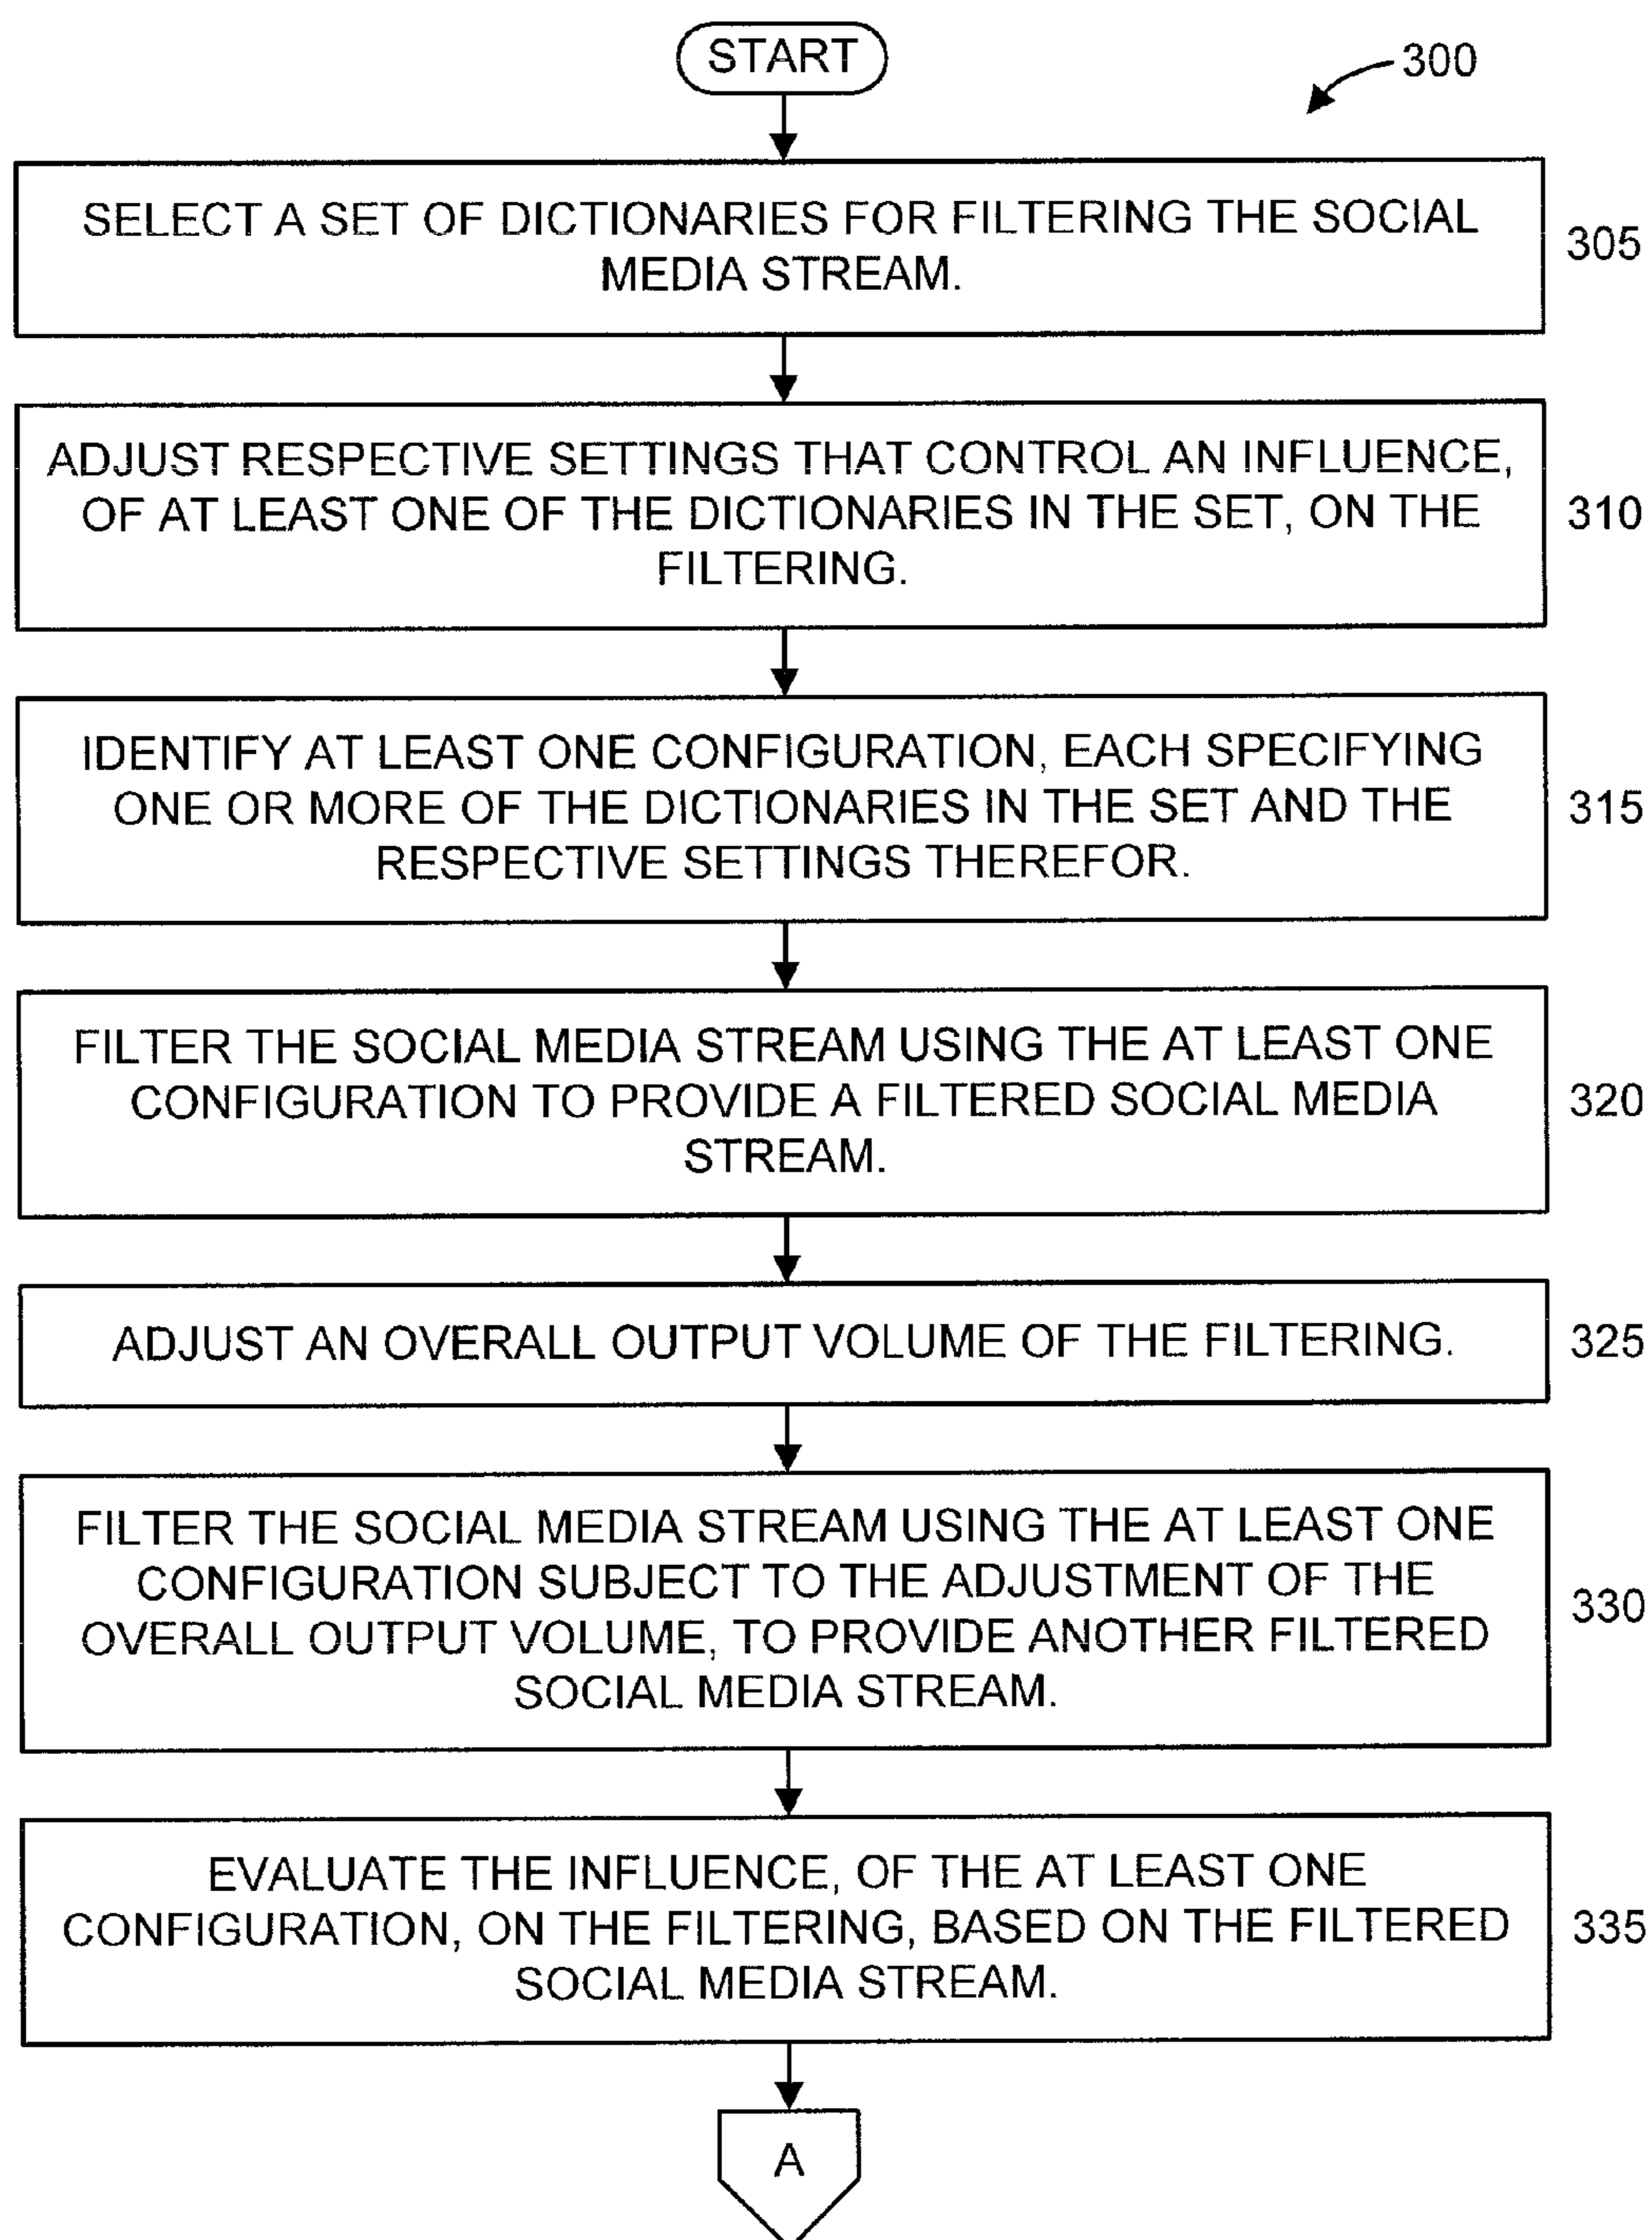 START
300
SELECT A SET OF DICTIONARIES FOR FILTERING THE SOCIAL
MEDIA STREAM.
305
ADJUST RESPECTIVE SETTINGS THAT CONTROL AN INFLUENCE,
OF AT LEAST ONE OF THE DICTIONARIES IN THE SET, ON THE
FILTERING.
310
IDENTIFY AT LEAST ONE CONFIGURATION, EACH SPECIFYING
ONE OR MORE OF THE DICTIONARIES IN THE SET AND THE
RESPECTIVE SETTINGS THEREFOR.
315
FILTER THE SOCIAL MEDIA STREAM USING THE AT LEAST ONE
CONFIGURATION TO PROVIDE A FILTERED SOCIAL MEDIA
STREAM.
320
ADJUST AN OVERALL OUTPUT VOLUME OF THE FILTERING.
325
FILTER THE SOCIAL MEDIA STREAM USING THE AT LEAST ONE
CONFIGURATION SUBJECT TO THE ADJUSTMENT OF THE
OVERALL OUTPUT VOLUME, TO PROVIDE ANOTHER FILTERED
SOCIAL MEDIA STREAM.
330
EVALUATE THE INFLUENCE, OF THE AT LEAST ONE
CONFIGURATION, ON THE FILTERING, BASED ON THE FILTERED
SOCIAL MEDIA STREAM.
335
A